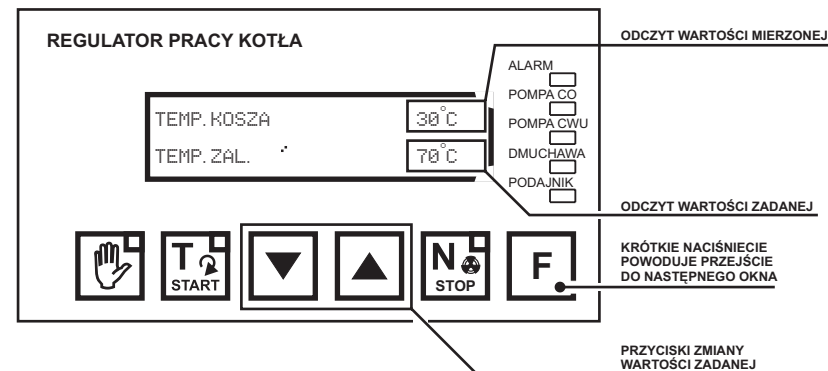 REGULATOR PRACY KOTŁA
ODCZYT WARTOŚCI MIERZONEJ
ALARM
POMPA CO
TEMP.KOSZA 30°C
POMPA CWU
TEMP.ZAL. 70°C
DMUCHAWA
PODAJNIK
ODCZYT WARTOŚCI ZADANEJ
T START
N STOP
F
KRÓTKIE NACIŚNIECIE
POWODUJE PRZEJŚCIE
DO NASTĘPNEGO OKNA
PRZYCISKI ZMIANY
WARTOŚCI ZADANEJ